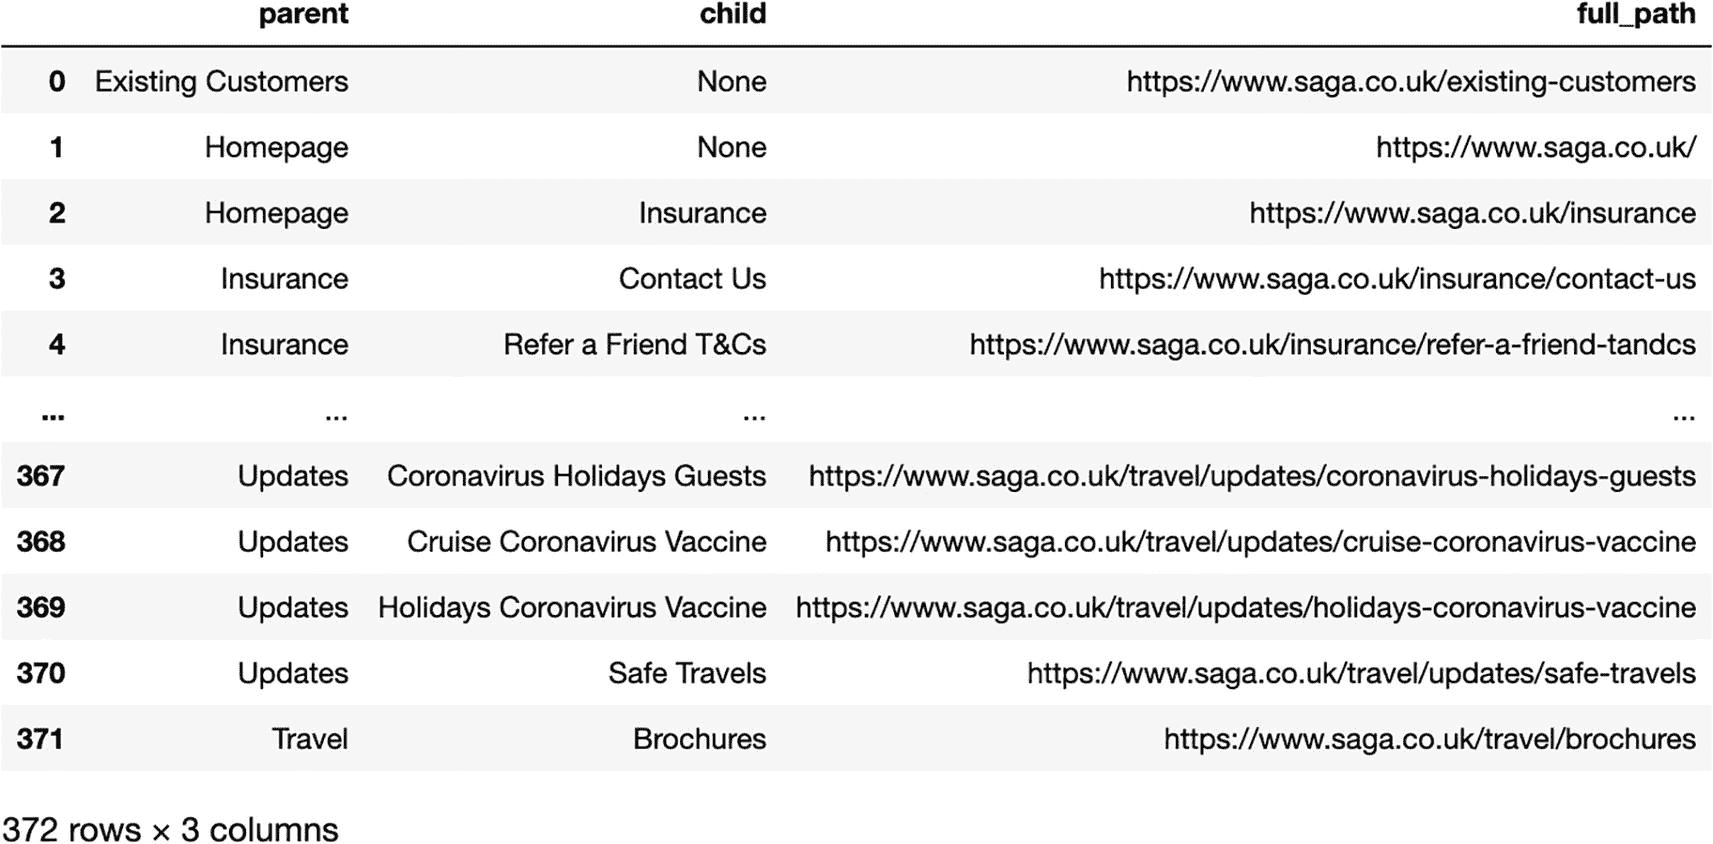 parent child full_path
0 Existing Customers None https://www.saga.co.uk/existing-customers
1 Homepage None https://www.saga.co.uk/
2 Homepage Insurance https://www.saga.co.uk/insurance
3 Insurance Contact Us https://www.saga.co.uk/insurance/contact-us
4 Insurance Refer a Friend T&Cs https://www.saga.co.uk/insurance/refer-a-friend-tandcs
... ... ... ...
367 Updates Coronavirus Holidays Guests https://www.saga.co.uk/travel/updates/coronavirus-holidays-guests
368 Updates Cruise Coronavirus Vaccine https://www.saga.co.uk/travel/updates/cruise-coronavirus-vaccine
369 Updates Holidays Coronavirus Vaccine https://www.saga.co.uk/travel/updates/holidays-coronavirus-vaccine
370 Updates Safe Travels https://www.saga.co.uk/travel/updates/safe-travels
371 Travel Brochures https://www.saga.co.uk/travel/brochures
372 rows × 3 columns